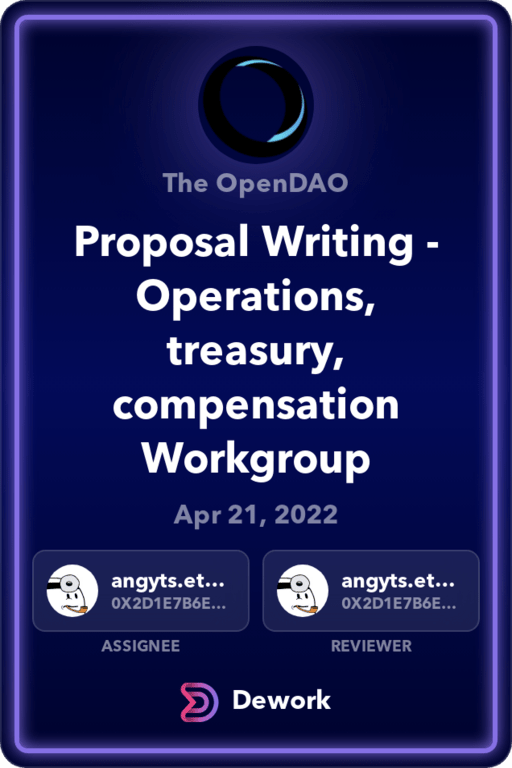 The OpenDAO
Proposal Writing -
Operations,
treasury,
compensation
Workgroup
Apr 21, 2022
angyts.et...
0X2D1E7B6E...
ASSIGNEE
angyts.et...
0X2D1E7B6E...
REVIEWER
Dework